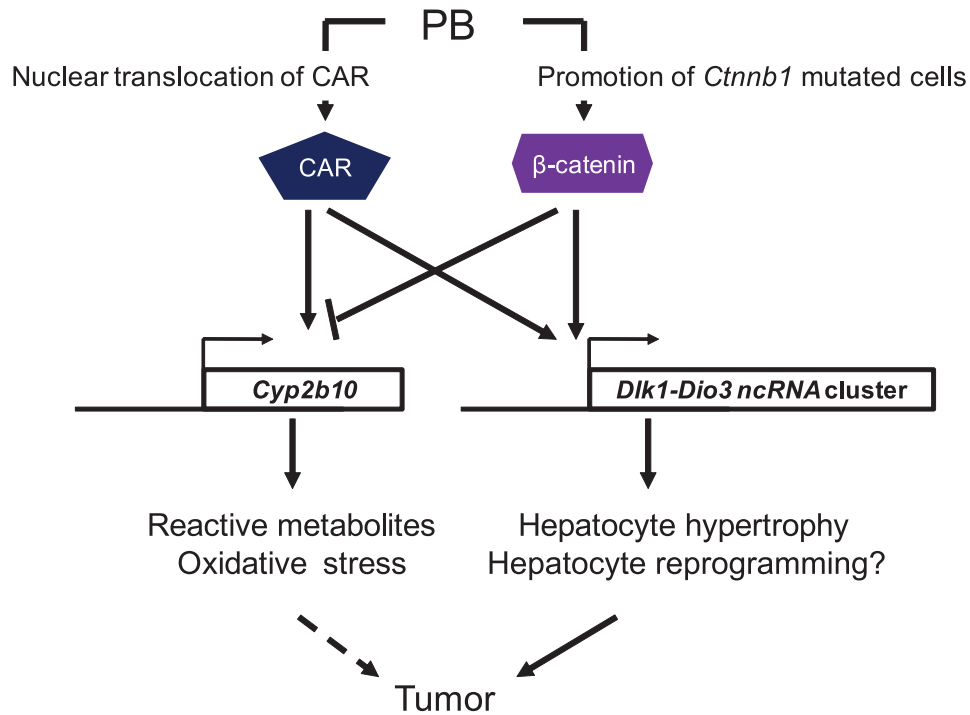 PB
Nuclear translocation of CAR
Promotion of Ctnnb1 mutated cells
CAR
β-catenin
Cyp2b10
Dlk1-Dio3 ncRNA cluster
Reactive metabolites
Oxidative stress
Hepatocyte hypertrophy
Hepatocyte reprogramming?
Tumor